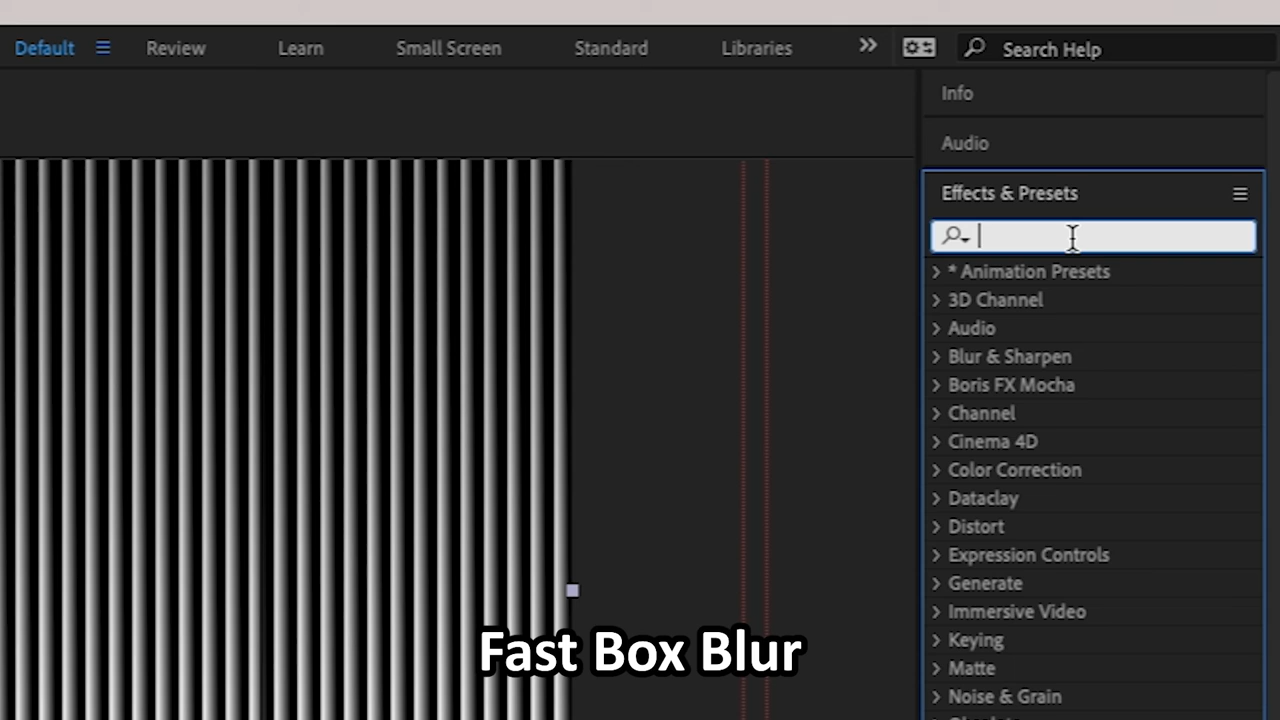 Default Review Learn Small Screen Standard Libraries Search Help
Info
Audio
Effects & Presets
* Animation Presets
3D Channel
Audio
Blur & Sharpen
Boris FX Mocha
Channel
Cinema 4D
Color Correction
Dataclay
Distort
Expression Controls
Generate
Immersive Video
Keying
Matte
Noise & Grain
Fast Box Blur